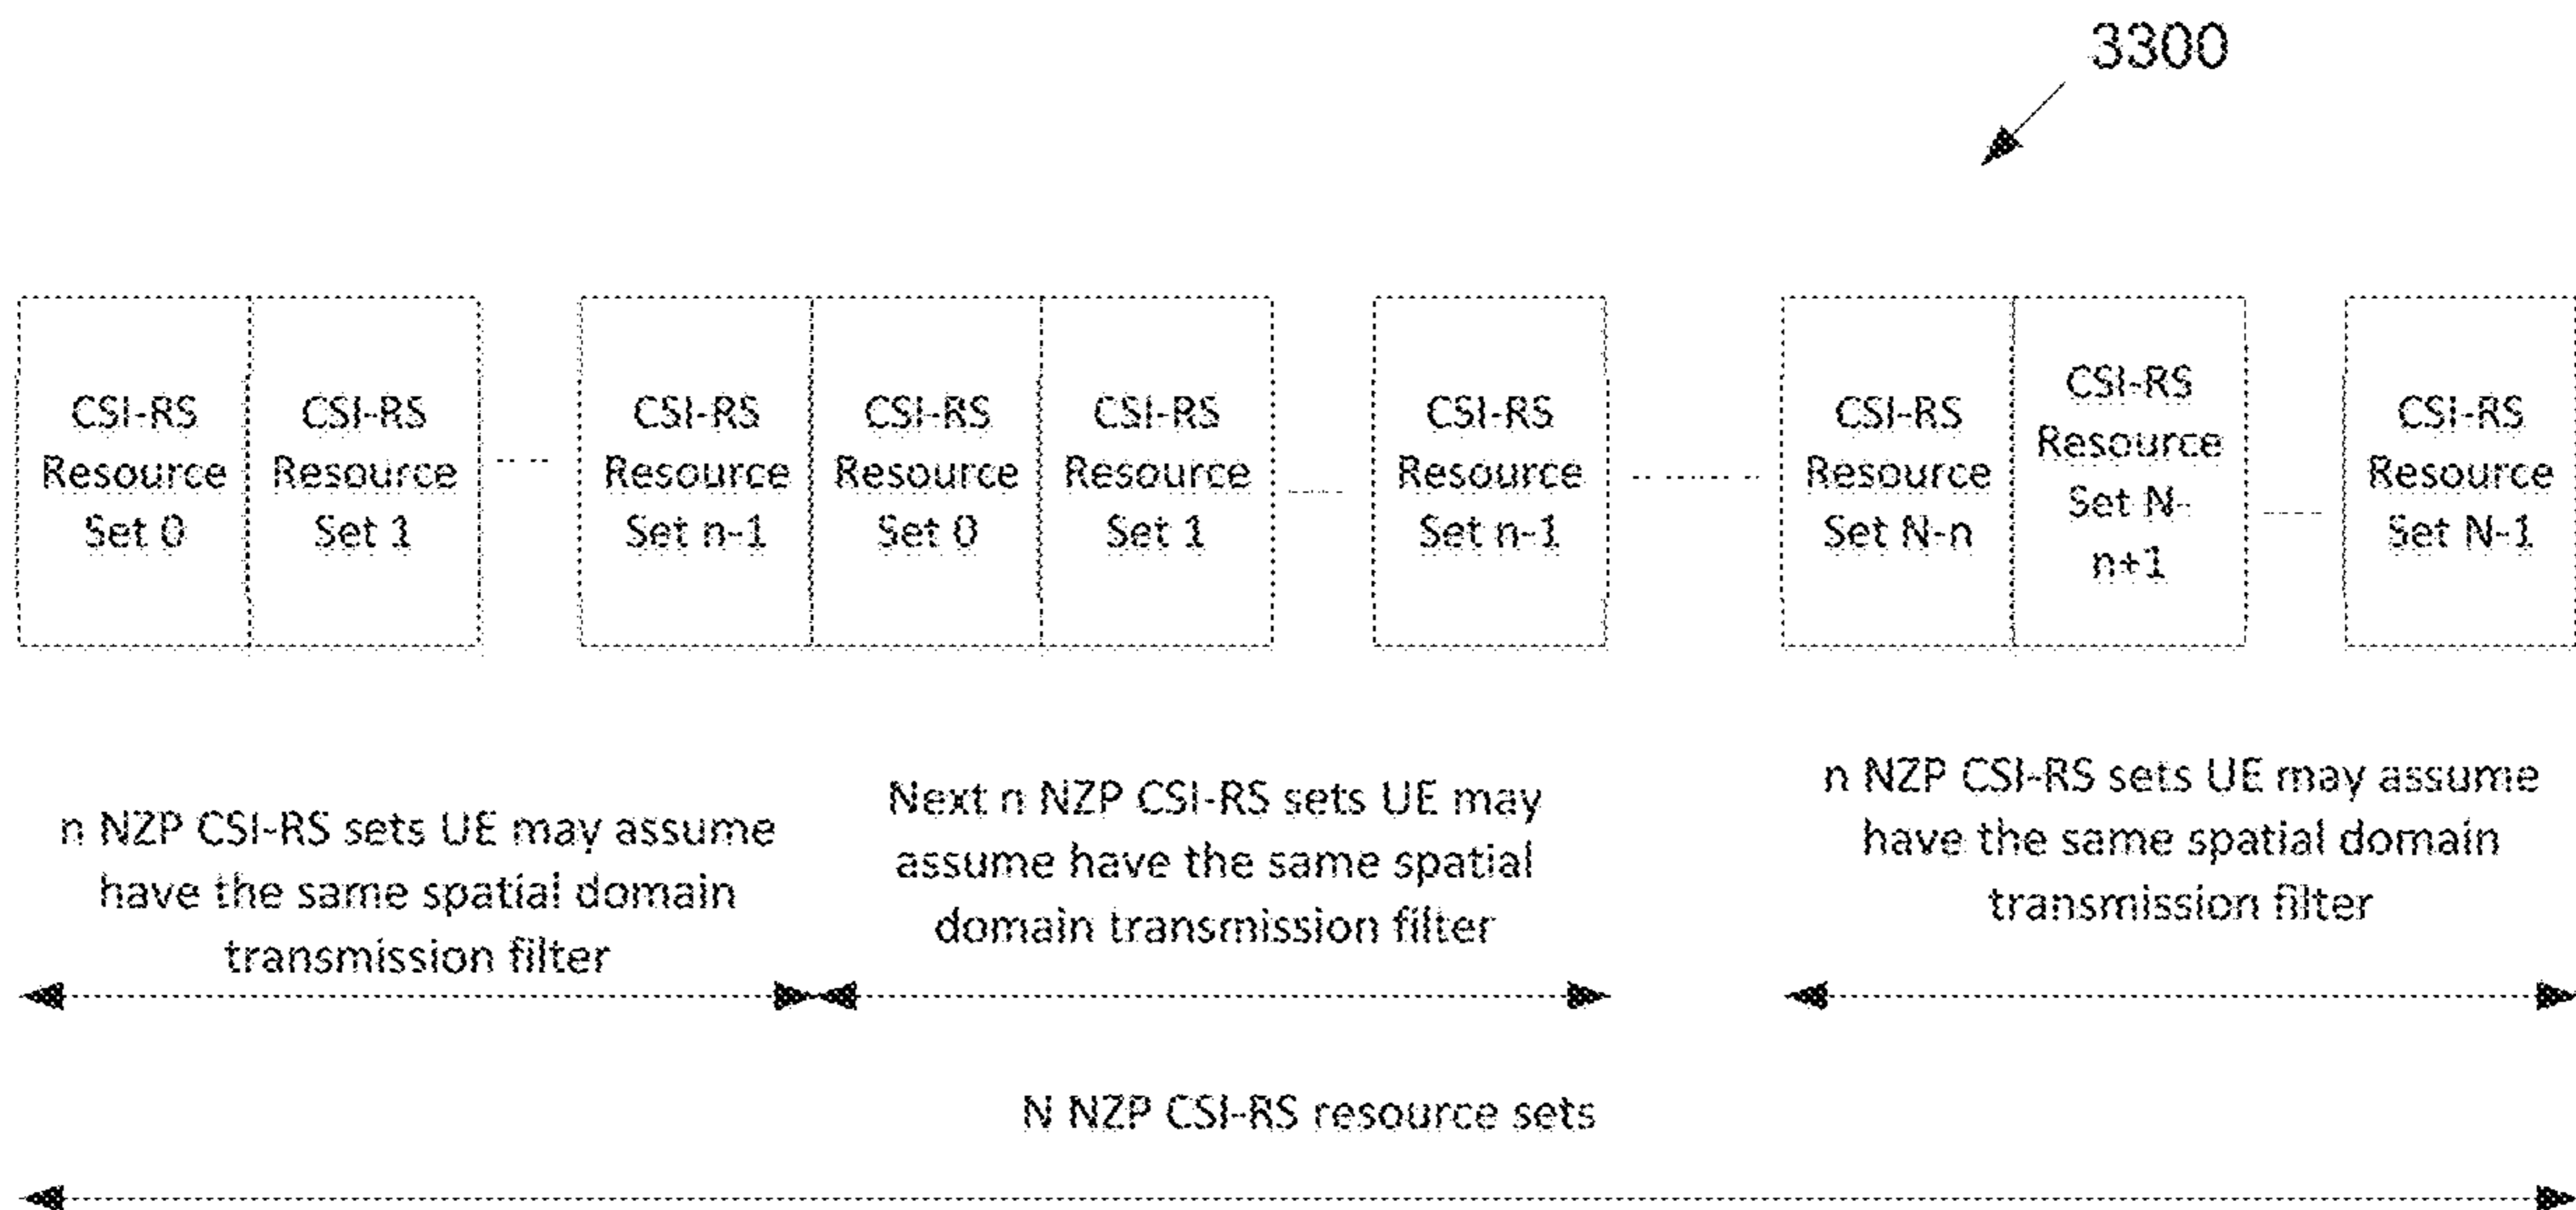 3300
CSI-RS
Resource
Set 0
CSI-RS
Resource
Set 1
CSI-RS
Resource
Set n-1
CSI-RS
Resource
Set 0
CSI-RS
Resource
Set 1
CSI-RS
Resource
Set n-1
CSI-RS
Resource
Set N-n
CSI-RS
Resource
Set N-
n+1
CSI-RS
Resource
Set N-1
n NZP CSI-RS sets UE may assume
have the same spatial domain
transmission filter
Next n NZP CSI-RS sets UE may
assume have the same spatial
domain transmission filter
n NZP CSI-RS sets UE may assume
have the same spatial domain
transmission filter
N NZP CSI-RS resource sets